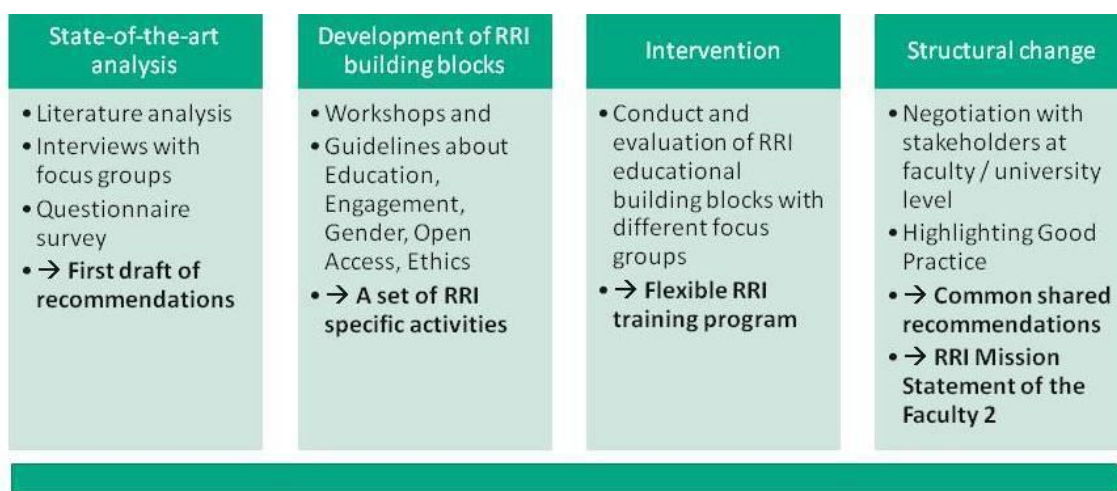 State-of-the-art
analysis
• Literature analysis
• Interviews with
focus groups
• Questionnaire
survey
• → First draft of
recommendations
Development of RRI
building blocks
• Workshops and
• Guidelines about
Education,
Engagement,
Gender, Open
Access, Ethics
• → A set of RRI
specific activities
Intervention
• Conduct and
evaluation of RRI
educational
building blocks with
different focus
groups
• → Flexible RRI
training program
Structural change
• Negotiation with
stakeholders at
faculty / university
level
• Highlighting Good
Practice
• → Common shared
recommendations
• → RRI Mission
Statement of the
Faculty 2